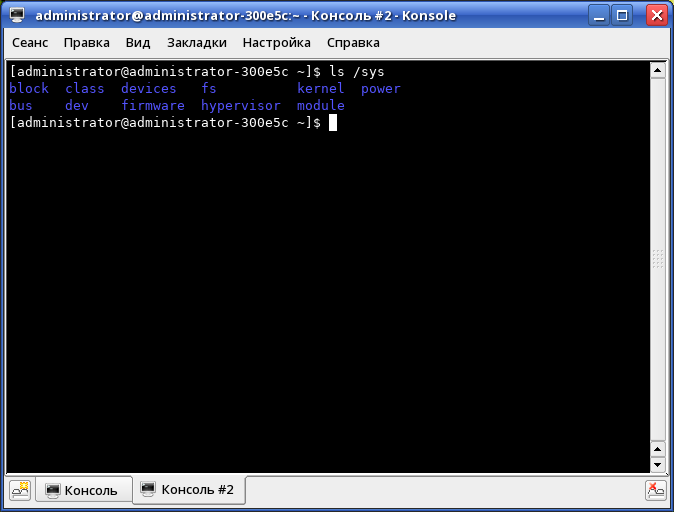 administrator@administrator-300e5c:~ - Консоль #2 - Konsole
Сеанс Правка Вид Закладки Настройка Справка
[administrator@administrator-300e5c ~]$ ls /sys
block  class  devices   fs          kernel  power
bus    dev    firmware  hypervisor  module
[administrator@administrator-300e5c ~]$
Консоль Консоль #2